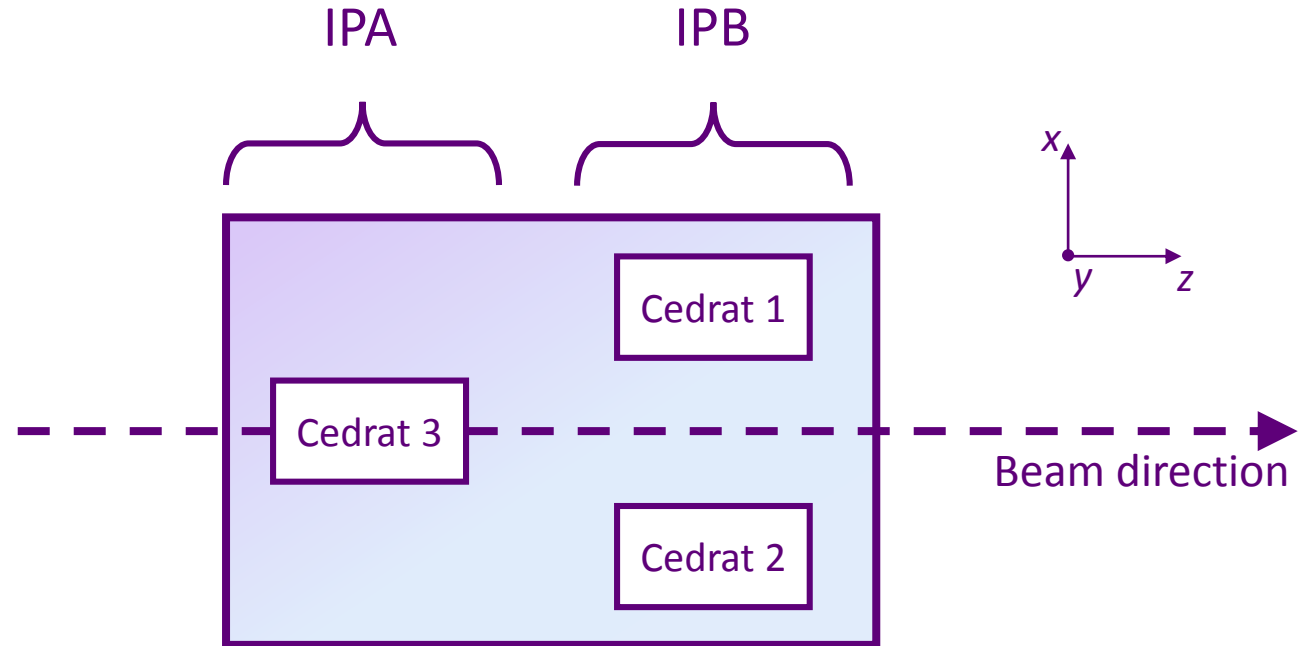 IPA
IPB
x
y
z
Cedrat 1
Cedrat 3
Beam direction
Cedrat 2